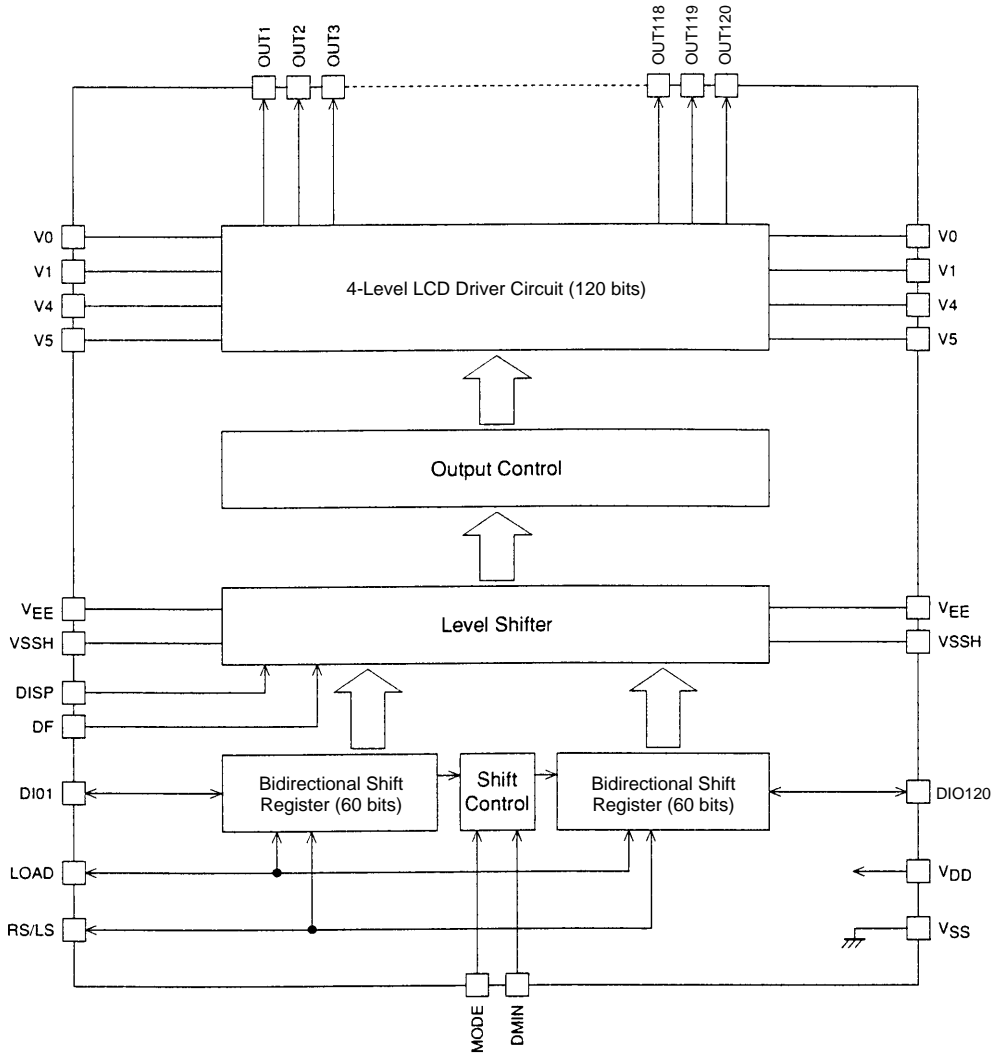 OUT1
OUT2
OUT3
OUT118
OUT119
OUT120
V0
V0
V1
V1
4-Level LCD Driver Circuit (120 bits)
V4
V4
V5
V5
Output Control
VEE
VEE
Level Shifter
VSSH
VSSH
DISP
DF
DI01
Bidirectional Shift
Register (60 bits)
Shift
Control
Bidirectional Shift
Register (60 bits)
DIO120
LOAD
VDD
RS/LS
VSS
MODE
DMIN